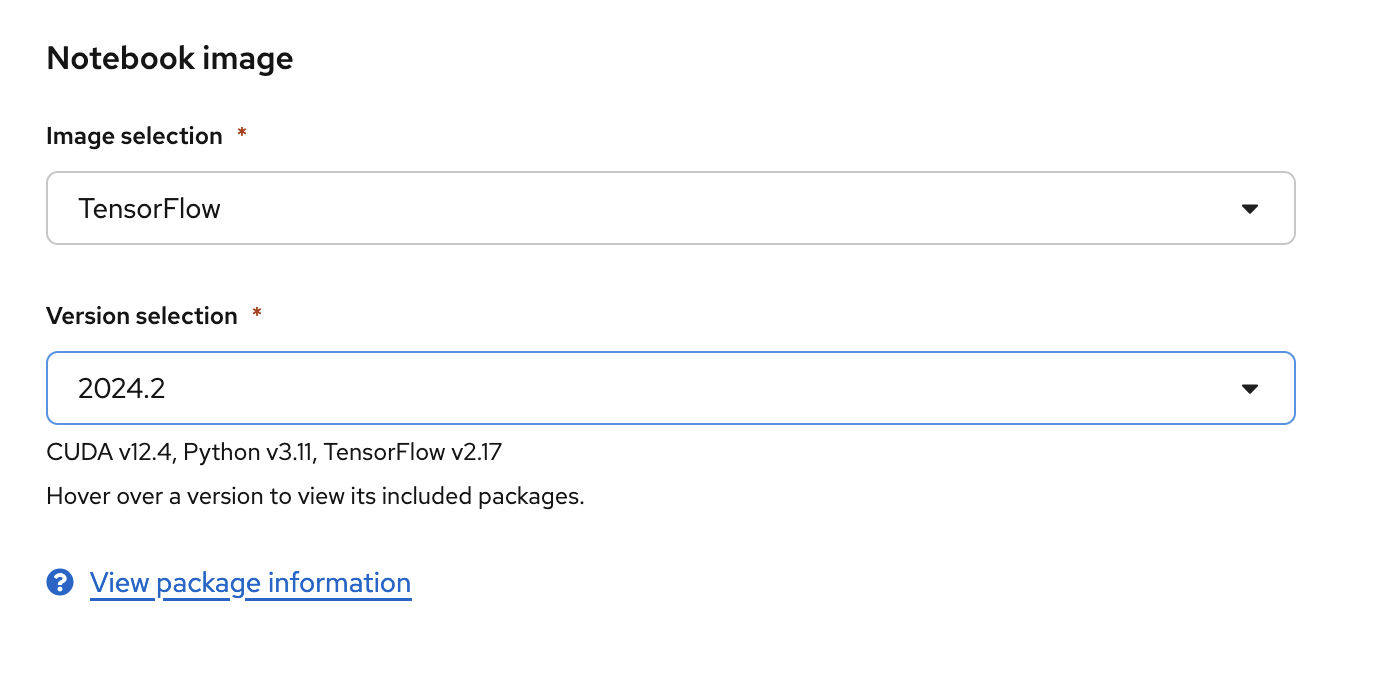 Notebook image
Image selection *
TensorFlow
Version selection *
2024.2
CUDA v12.4, Python v3.11, TensorFlow v2.17
Hover over a version to view its included packages.
? View package information